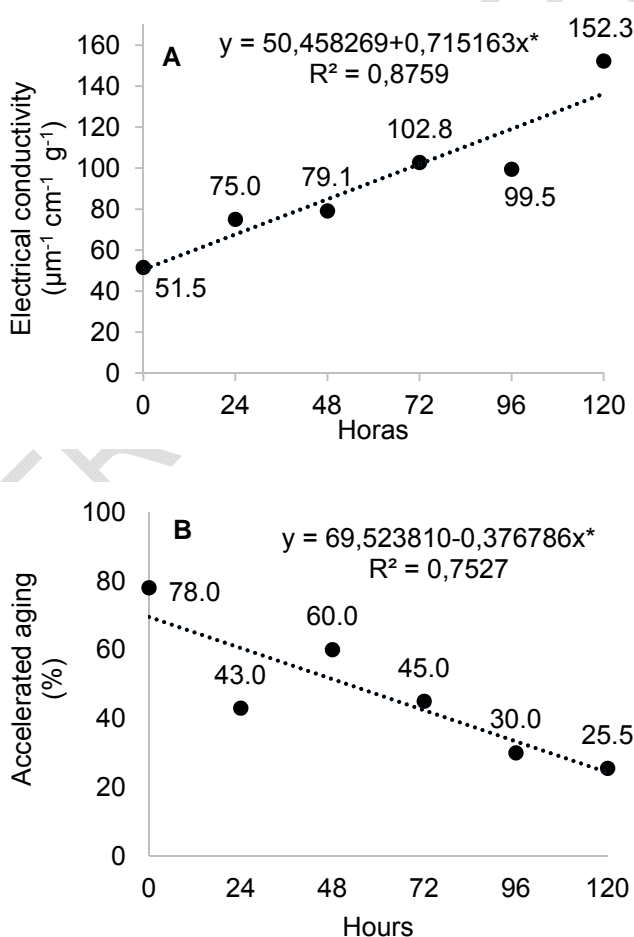 A
y = 50,458269+0,715163x*
R² = 0,8759
Electrical conductivity
(µm⁻¹ cm⁻¹ g⁻¹)
160
140
120
100
80
60
40
20
0
51.5
75.0
79.1
102.8
99.5
152.3
0 24 48 72 96 120
Horas
B
y = 69,523810-0,376786x*
R² = 0,7527
Accelerated aging
(%)
100
80
60
40
20
0
78.0
43.0
60.0
45.0
30.0
25.5
0 24 48 72 96 120
Hours